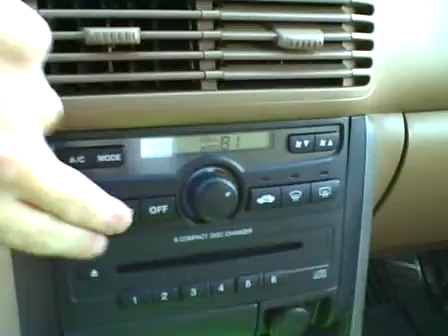 81
A/C MODE
OFF
6 COMPACT DISC CHANGER
1 2 3 4 5 6